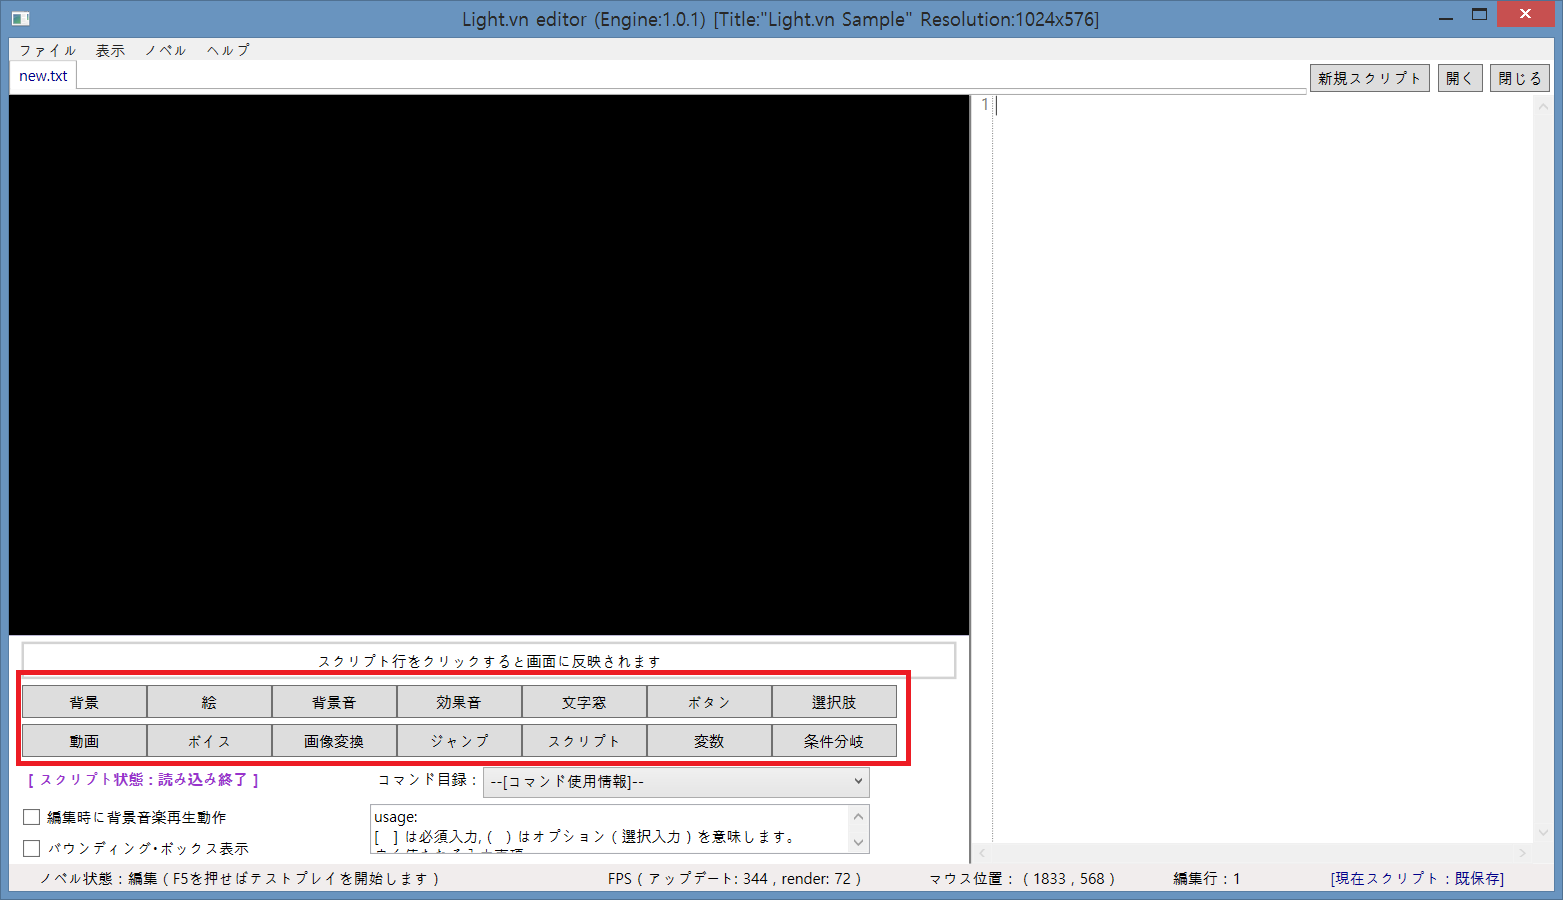 Light.vn editor (Engine:1.0.1) [Title:"Light.vn Sample" Resolution:1024x576]
ファイル 表示 ノベル ヘルプ
new.txt 新規スクリプト 開く 閉じる
1
スクリプト行をクリックすると画面に反映されます
背景 絵 背景音 効果音 文字窓 ボタン 選択肢
動画 ボイス 画像変換 ジャンプ スクリプト 変数 条件分岐
[ スクリプト状態 : 読み込み終了 ] コマンド目録 : --[コマンド使用情報]--
編集時に背景音楽再生動作
usage:
[ ] は必須入力, ( ) はオプション ( 選択入力 ) を意味します。
バウンディング・ボックス表示
ノベル状態 : 編集 ( F5を押せばテストプレイを開始します ) FPS ( アップデート: 344 , render: 72 ) マウス位置 : ( 1833 , 568 ) 編集行 : 1 [現在スクリプト : 既保存]